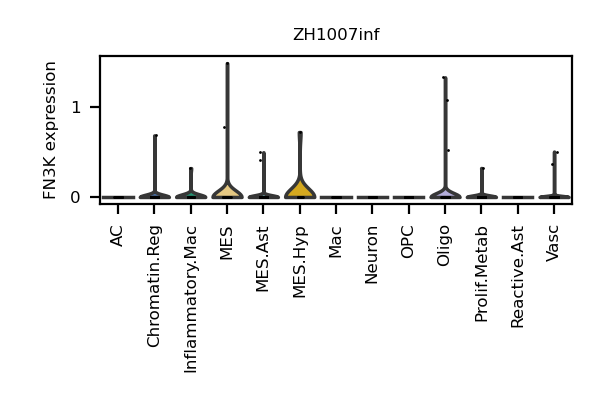 ZH1007inf
FN3K expression
1
0
AC
Chromatin.Reg
Inflammatory.Mac
MES
MES.Ast
MES.Hyp
Mac
Neuron
OPC
Oligo
Prolif.Metab
Reactive.Ast
Vasc